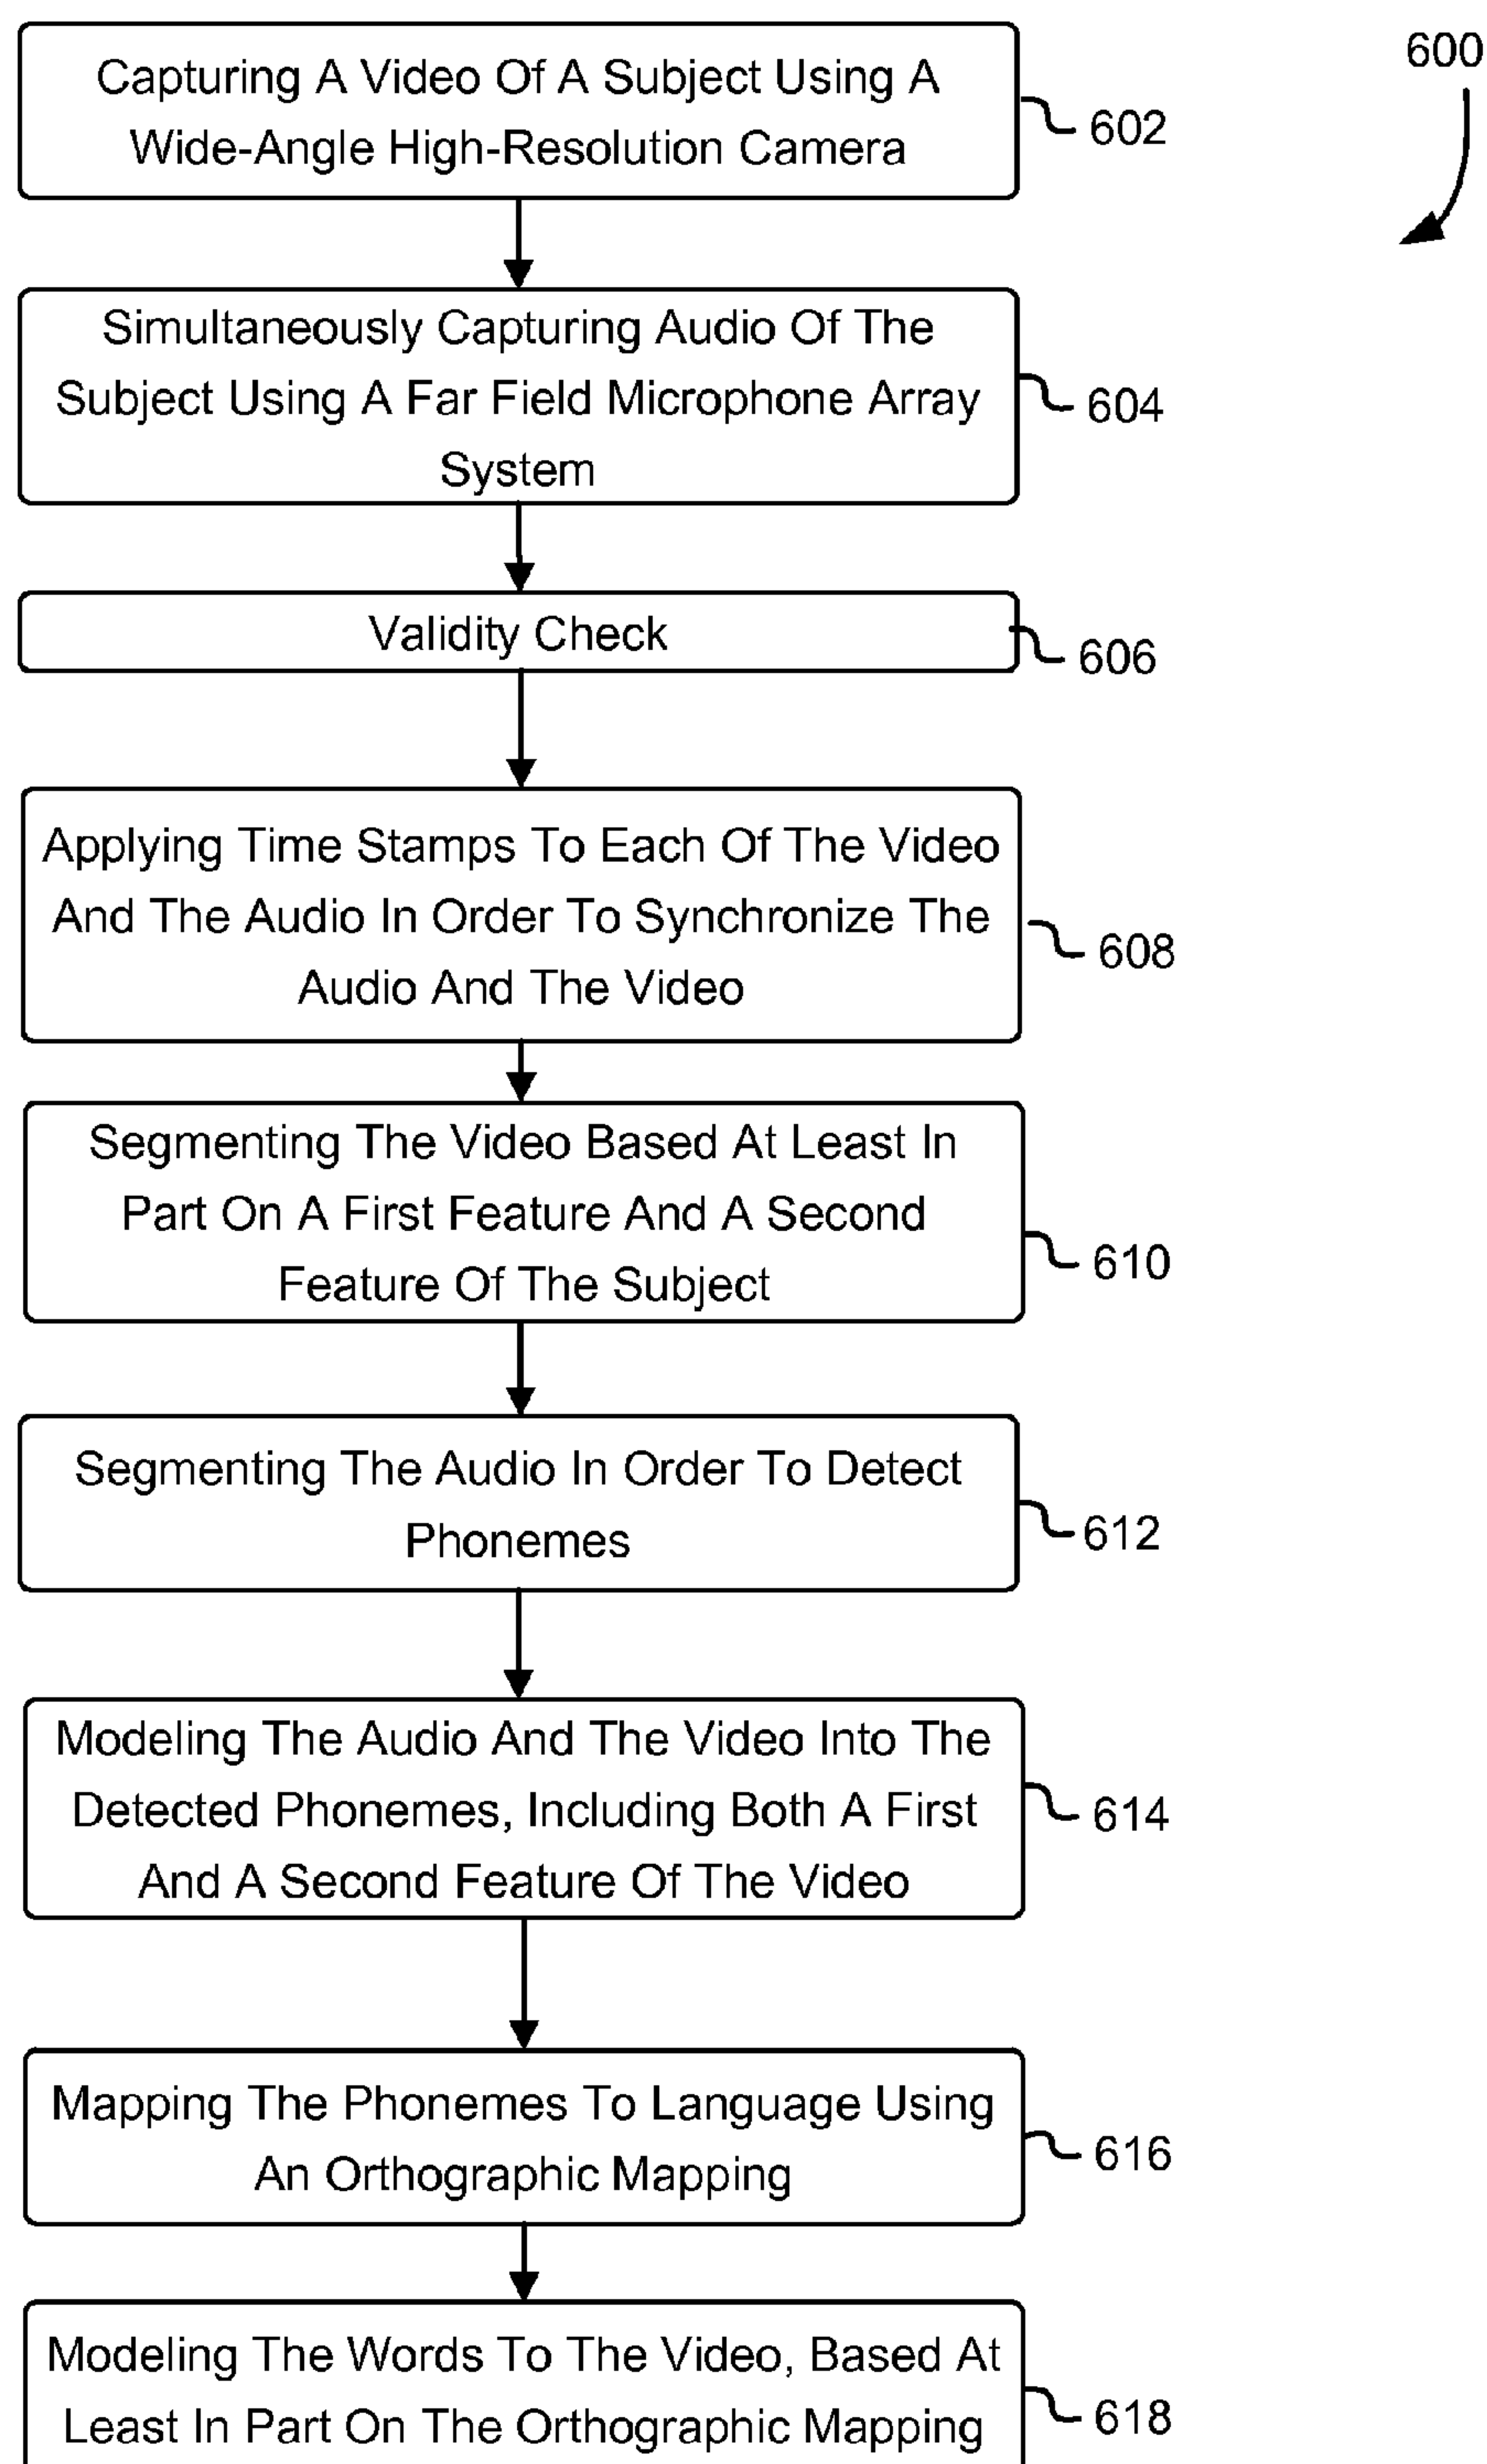 Capturing A Video Of A Subject Using A
Wide-Angle High-Resolution Camera
602
600
Simultaneously Capturing Audio Of The
Subject Using A Far Field Microphone Array
System
604
Validity Check
606
Applying Time Stamps To Each Of The Video
And The Audio In Order To Synchronize The
Audio And The Video
608
Segmenting The Video Based At Least In
Part On A First Feature And A Second
Feature Of The Subject
610
Segmenting The Audio In Order To Detect
Phonemes
612
Modeling The Audio And The Video Into The
Detected Phonemes, Including Both A First
And A Second Feature Of The Video
614
Mapping The Phonemes To Language Using
An Orthographic Mapping
616
Modeling The Words To The Video, Based At
Least In Part On The Orthographic Mapping
618